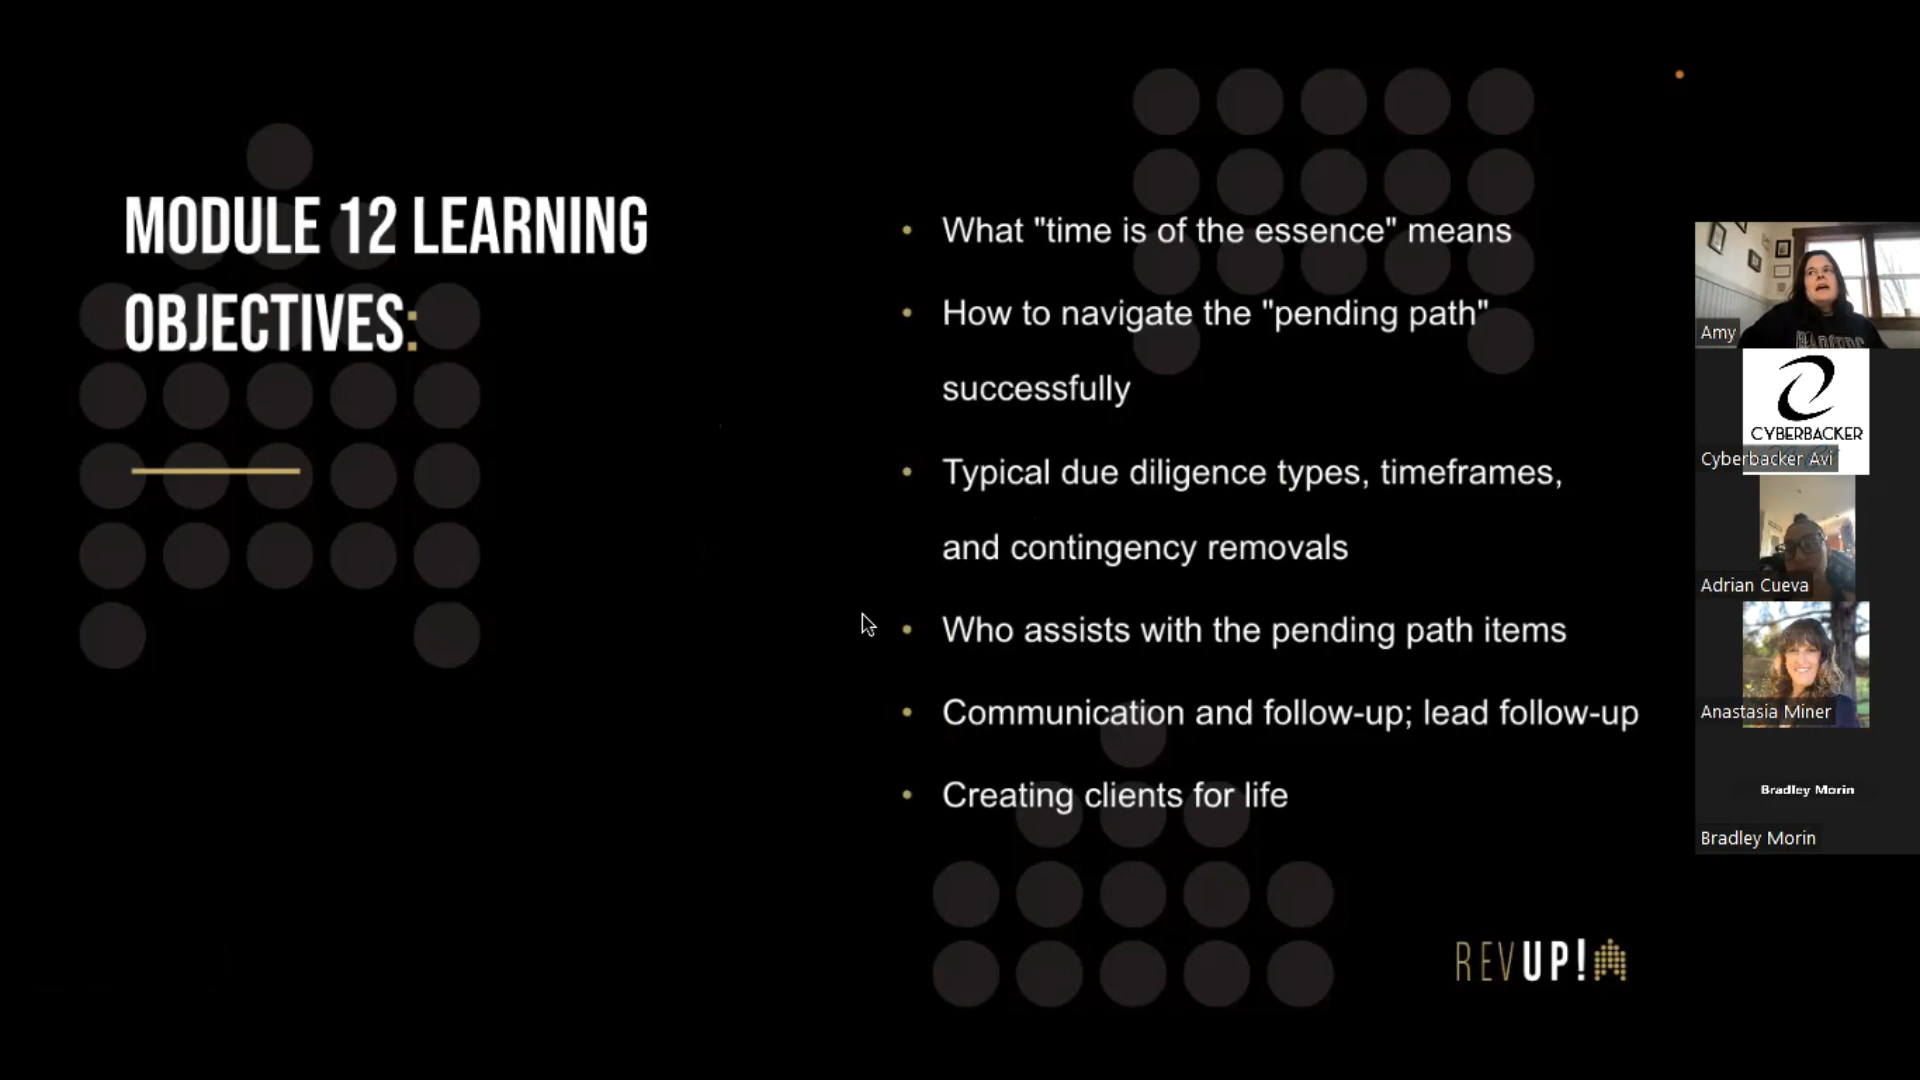 MODULE 12 LEARNING
OBJECTIVES:
• What "time is of the essence" means
• How to navigate the "pending path"
successfully
• Typical due diligence types, timeframes,
and contingency removals
• Who assists with the pending path items
• Communication and follow-up; lead follow-up
• Creating clients for life
REVUP!
Amy
CYBERBACKER
Cyberbacker Avi
Adrian Cueva
Anastasia Miner
Bradley Morin
Bradley Morin